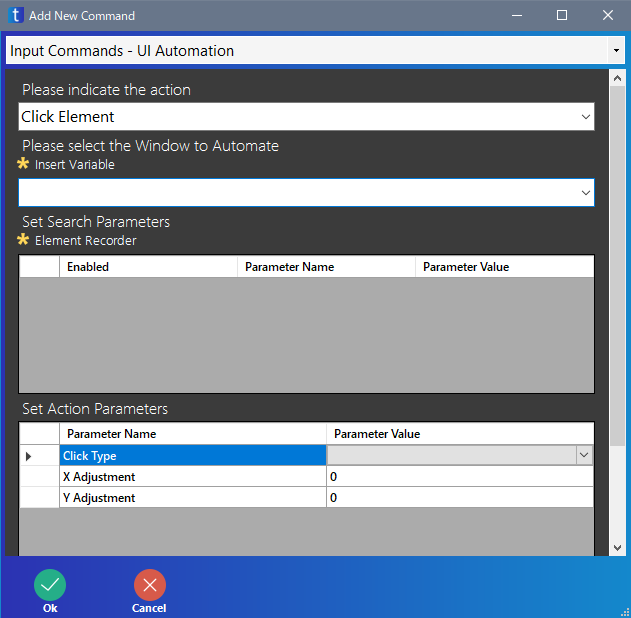 t Add New Command
Input Commands - UI Automation
Please indicate the action
Click Element
Please select the Window to Automate
Insert Variable
Set Search Parameters
Element Recorder
Enabled Parameter Name Parameter Value
Set Action Parameters
Parameter Name Parameter Value
Click Type
X Adjustment 0
Y Adjustment 0
Ok Cancel